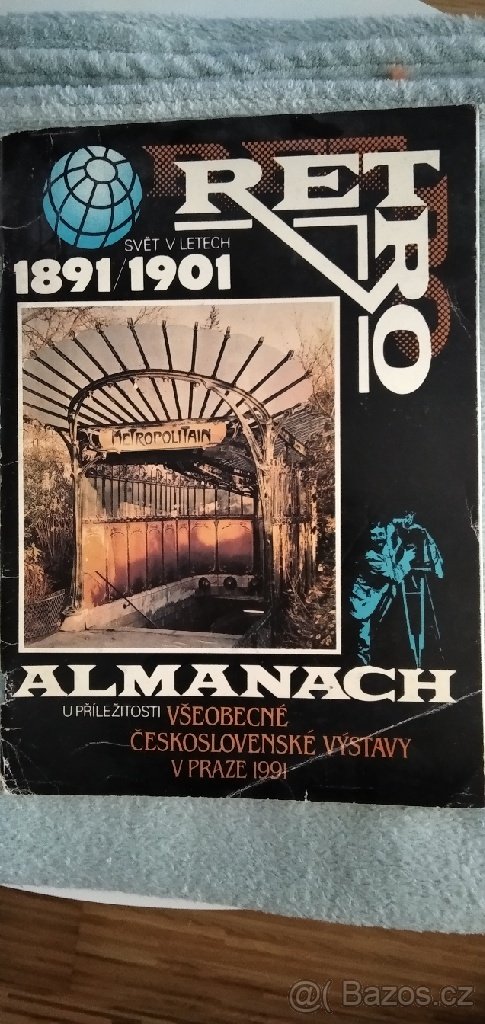 RETRO
SVĚT V LETECH
1891/1901
METROPOLITAIN
ALMANACH
U PŘÍLEŽITOSTI VŠEOBECNÉ
ČESKOSLOVENSKÉ VÝSTAVY
V PRAZE 1991
@( Bazos.cz